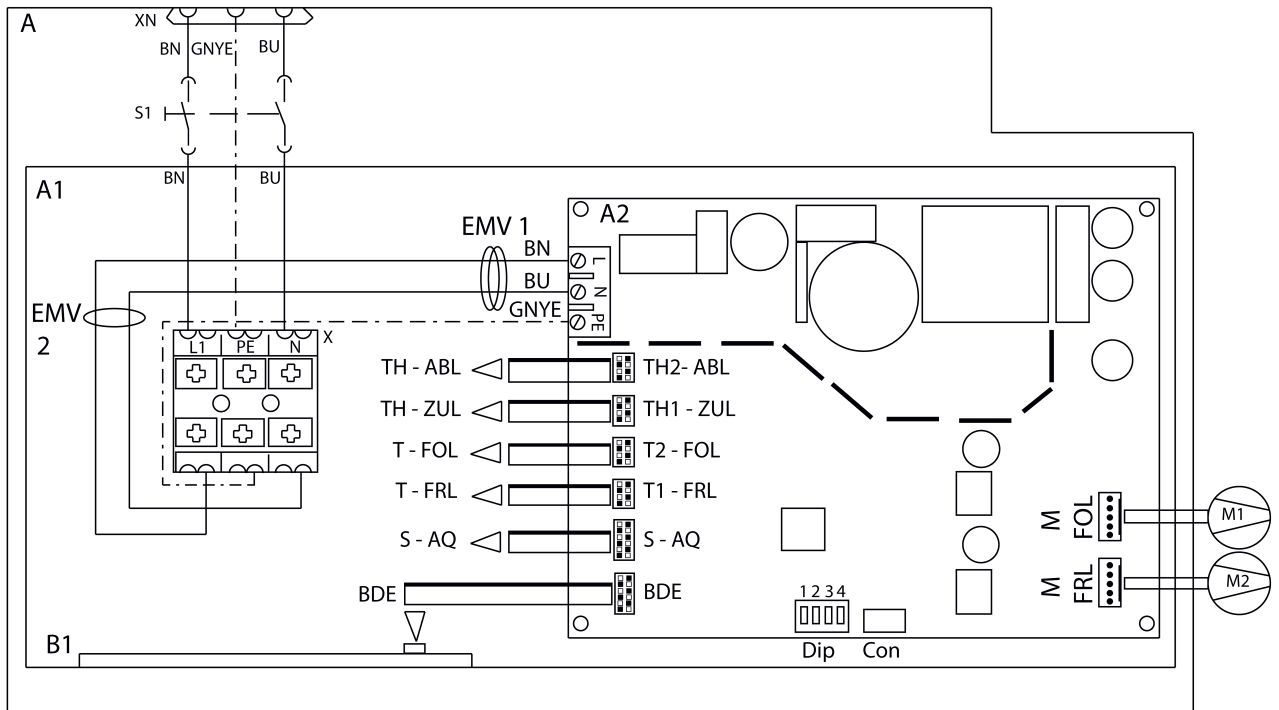 A
XN
BN GNYE BU
S1
BN BU
A1
A2
EMV 1
BN
L
BU
N
GNYE
PE
EMV
2
X
L1 PE N
TH - ABL TH2- ABL
TH - ZUL TH1 - ZUL
T - FOL T2 - FOL
T - FRL T1 - FRL
S - AQ S - AQ
BDE BDE
M
FOL
M1
M
FRL
M2
1 2 3 4
Dip Con
B1